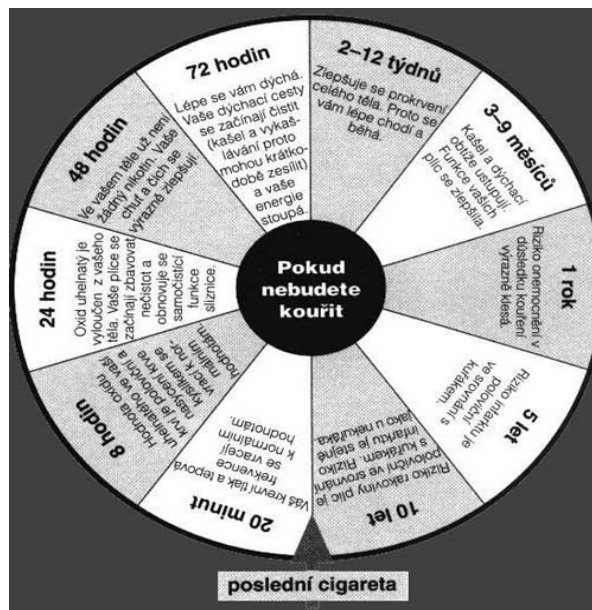 Pokud
nebudete
kouřit
20 minut
Váš krevní tlak a tepová
frekvence
se vracejí
k normálním
hodnotám.
8 hodin
Hodnota oxidu
uhelnatého ve vaší
krvi je poloviční a
nasycení krve
kyslíkem se
vrací k nor-
málním
hodnotám.
24 hodin
Oxid uhelnatý je
vyloučen z vašeho
těla. Vaše plíce se
začínají zbavovat
nečistot a
obnovuje se
samočistící
funkce
sliznice.
48 hodin
Ve vašem těle už není
žádný nikotin. Vaše
chuť a čich se
výrazně zlepšují.
72 hodin
Lépe se vám dýchá.
Vaše dýchací cesty
se začínají čistit
(kašel a vykaš-
lávání proto
mohou krátko-
době zesílit)
a vaše
energie
stoupá.
2–12 týdnů
Zlepšuje se prokrvení
celého těla. Proto se
vám lépe chodí a
běhá.
3–9 měsíců
Kašel a dýchací
obtíže ustupují.
Funkce vašich
plic se zlepšila.
1 rok
Riziko onemocnění v
důsledku kouření
výrazně klesá.
5 let
Riziko infarktu je
poloviční
ve srovnání s
kuřákem.
10 let
Riziko rakoviny plic je
poloviční ve srovnání
s kuřákem. Riziko
infarktu je stejné
jako u nekuřáka.
poslední cigareta